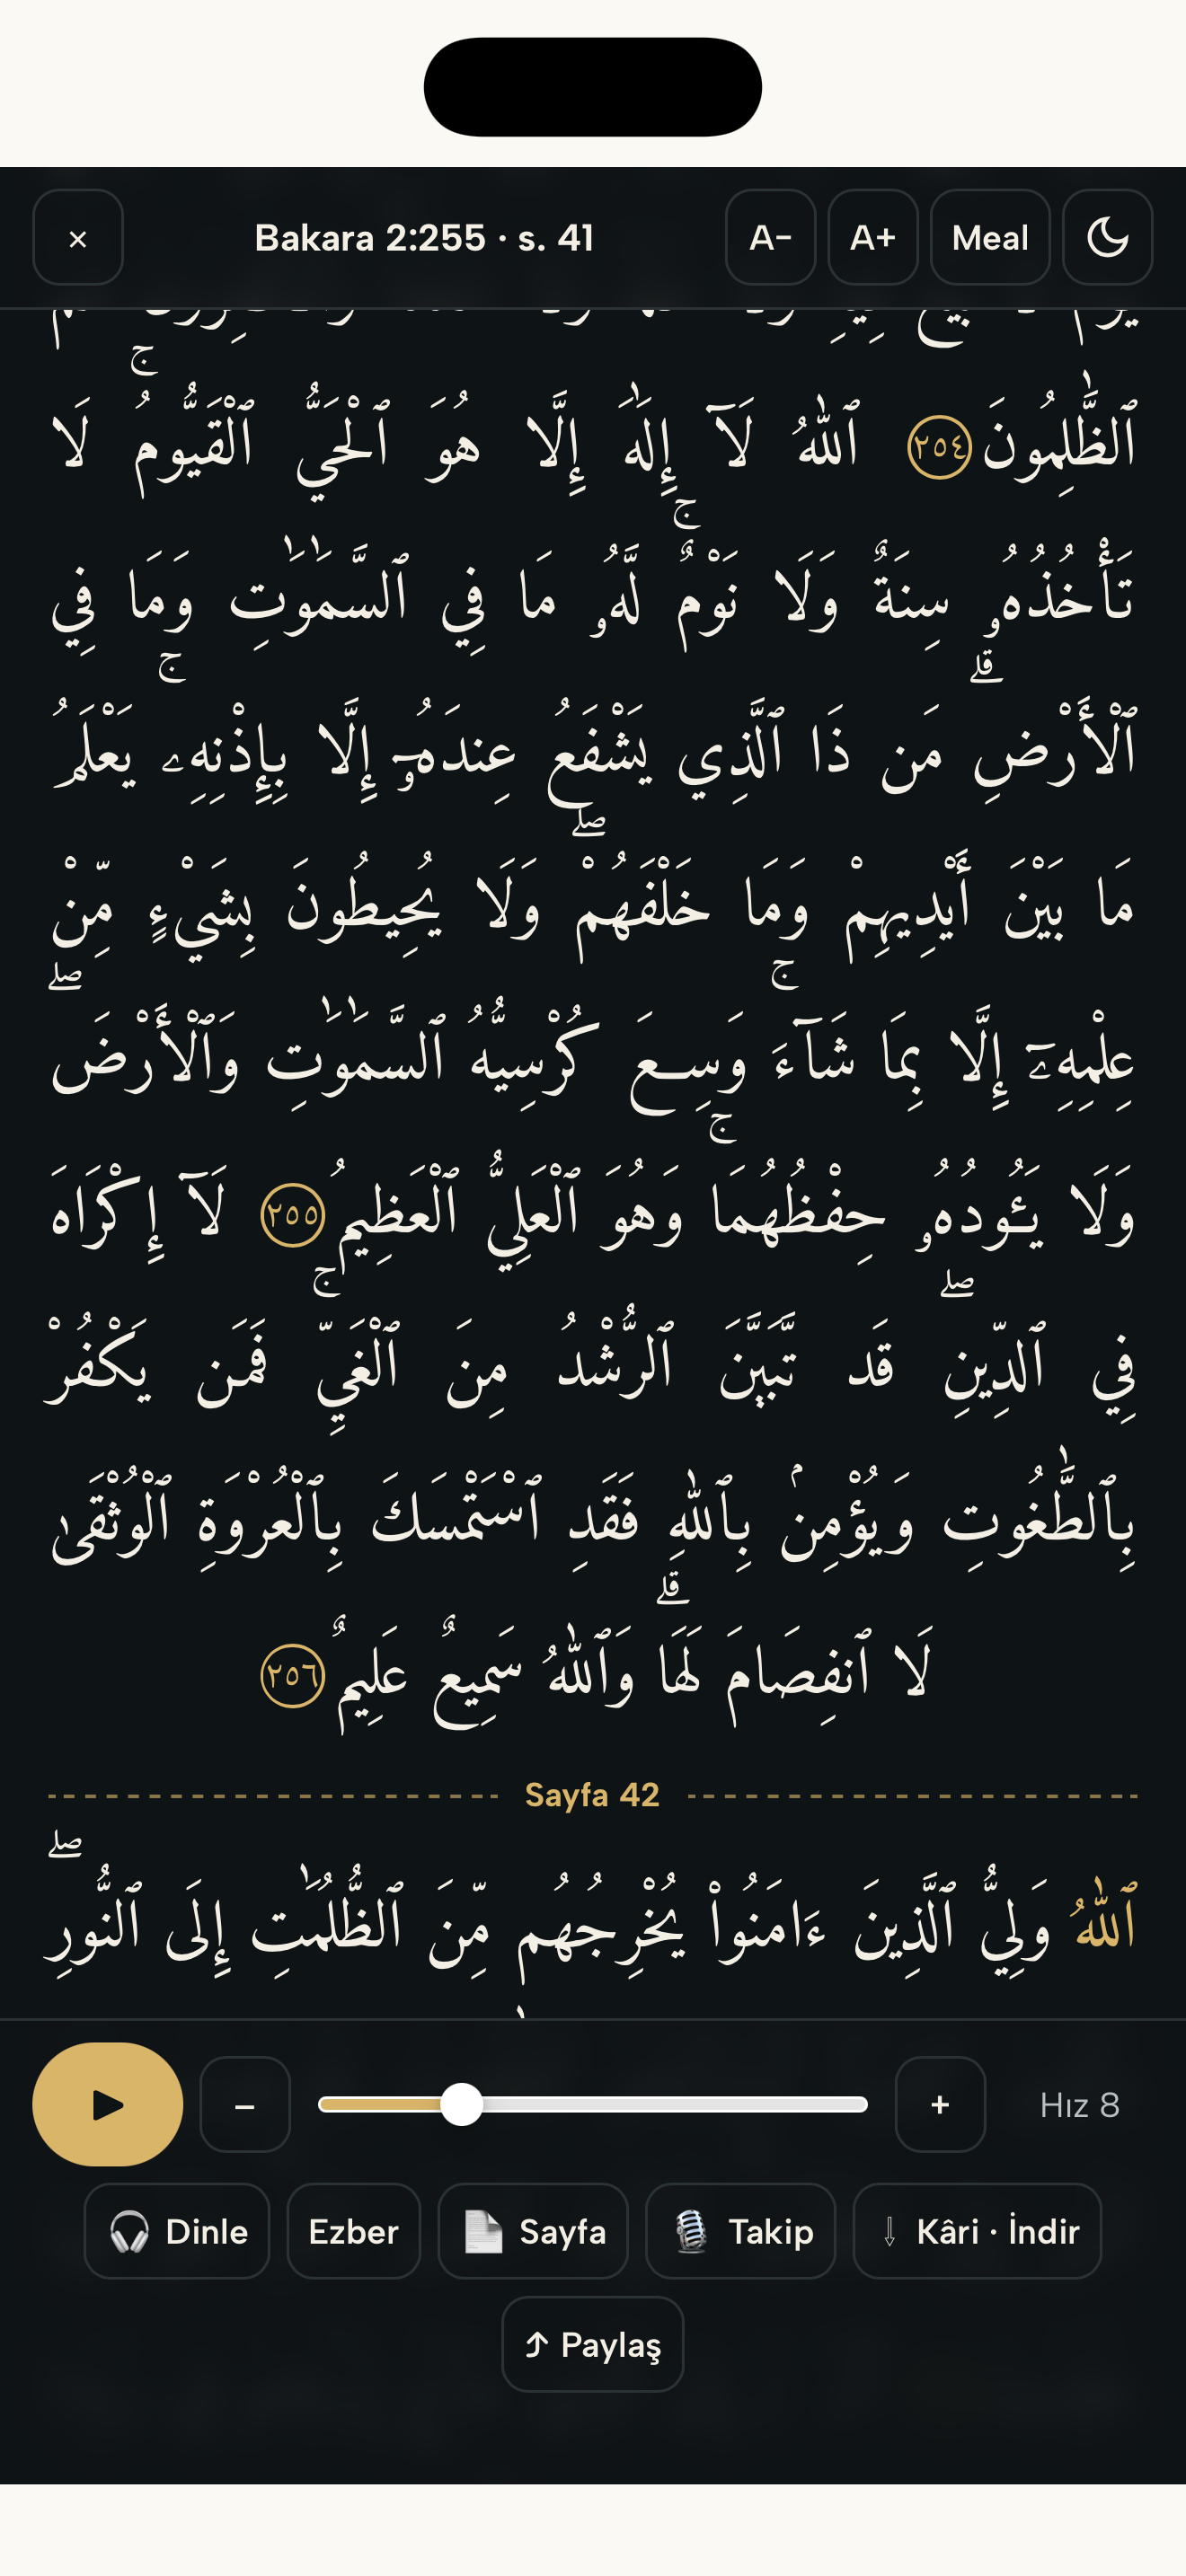 × Bakara 2:255 · s. 41 A- A+ Meal
ٱلظَّٰلِمُونَ ٢٥٤ ٱللَّهُ لَآ إِلَٰهَ إِلَّا هُوَ ٱلْحَيُّ ٱلْقَيُّومُ ۚ لَا
تَأْخُذُهُۥ سِنَةٌ وَلَا نَوْمٌ ۚ لَّهُۥ مَا فِي ٱلسَّمَٰوَٰتِ وَمَا فِي
ٱلْأَرْضِ ۗ مَن ذَا ٱلَّذِي يَشْفَعُ عِندَهُۥٓ إِلَّا بِإِذْنِهِۦ ۚ يَعْلَمُ
مَا بَيْنَ أَيْدِيهِمْ وَمَا خَلْفَهُمْ ۖ وَلَا يُحِيطُونَ بِشَيْءٍ مِّنْ
عِلْمِهِۦٓ إِلَّا بِمَا شَآءَ ۚ وَسِعَ كُرْسِيُّهُ ٱلسَّمَٰوَٰتِ وَٱلْأَرْضَ ۖ
وَلَا يَـُٔودُهُۥ حِفْظُهُمَا ۚ وَهُوَ ٱلْعَلِيُّ ٱلْعَظِيمُ ٢٥٥ لَآ إِكْرَاهَ
فِي ٱلدِّينِ ۖ قَد تَّبَيَّنَ ٱلرُّشْدُ مِنَ ٱلْغَيِّ ۚ فَمَن يَكْفُرْ
بِٱلطَّٰغُوتِ وَيُؤْمِنۢ بِٱللَّهِ فَقَدِ ٱسْتَمْسَكَ بِٱلْعُرْوَةِ ٱلْوُثْقَىٰ
لَا ٱنفِصَامَ لَهَا ۗ وَٱللَّهُ سَمِيعٌ عَلِيمٌ ٢٥٦
Sayfa 42
ٱللَّهُ وَلِيُّ ٱلَّذِينَ ءَامَنُوا۟ يُخْرِجُهُم مِّنَ ٱلظُّلُمَٰتِ إِلَى ٱلنُّورِ ۖ
– + Hız 8
Dinle Ezber Sayfa Takip Kâri · İndir
Paylaş